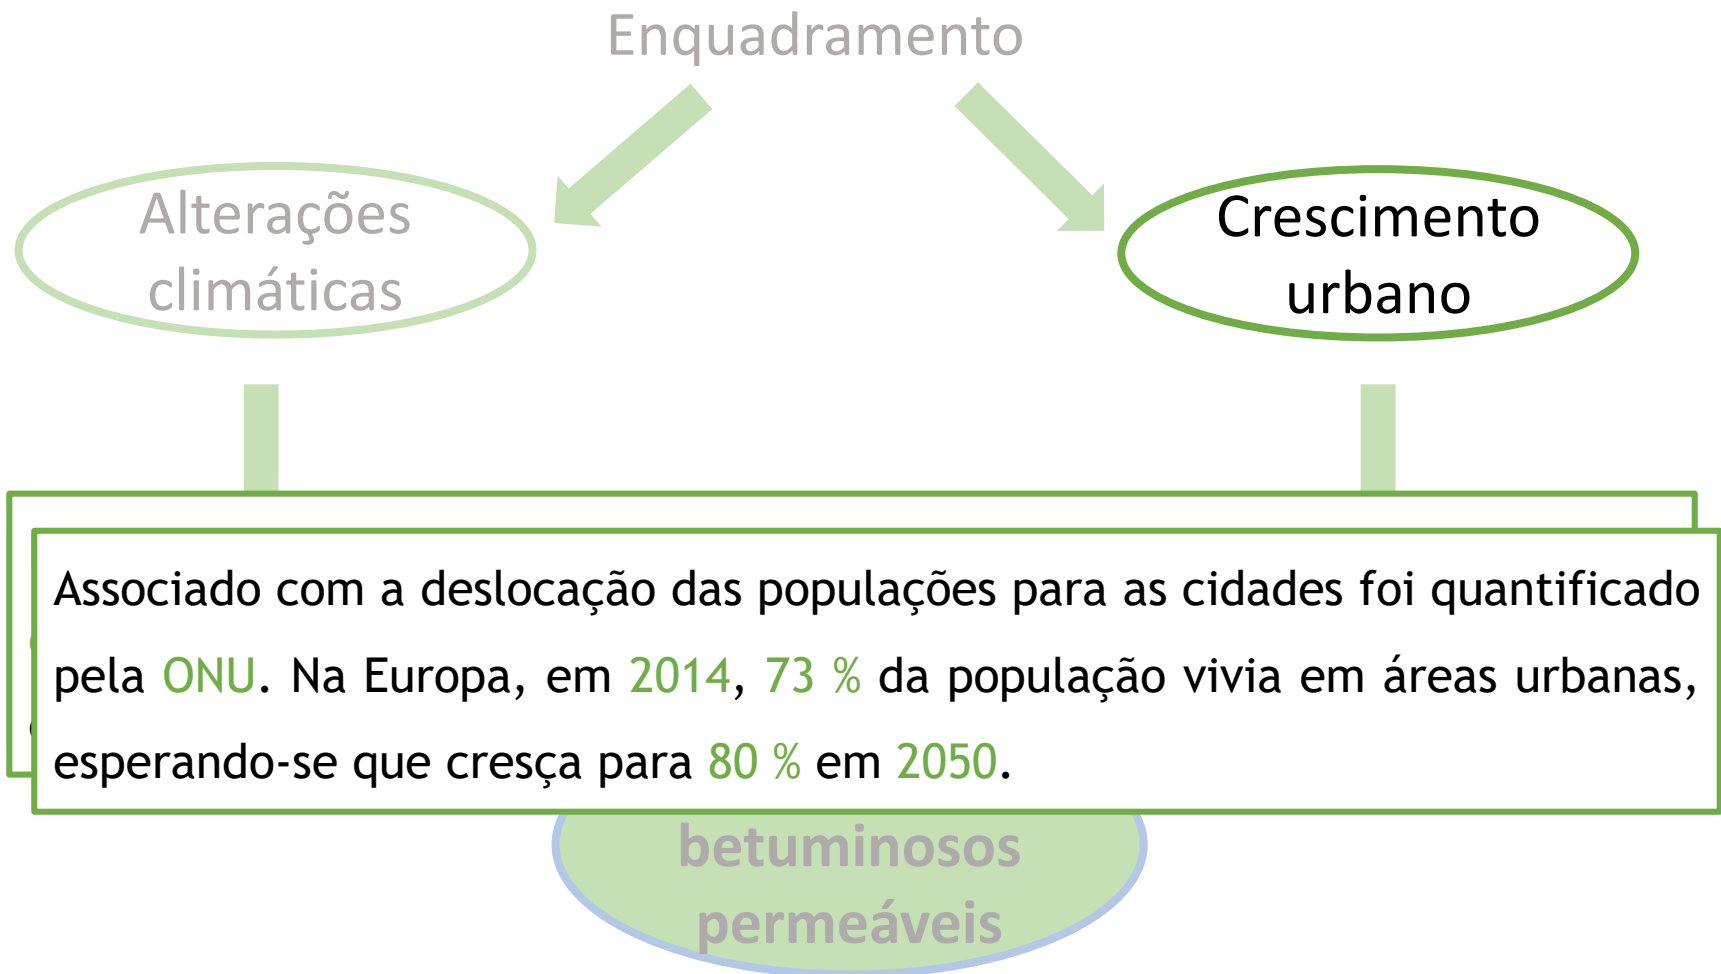 Enquadramento
Alterações
climáticas
Crescimento
urbano
Associado com a deslocação das populações para as cidades foi quantificado
pela ONU. Na Europa, em 2014, 73 % da população vivia em áreas urbanas,
esperando-se que cresça para 80 % em 2050.
betuminosos
permeáveis